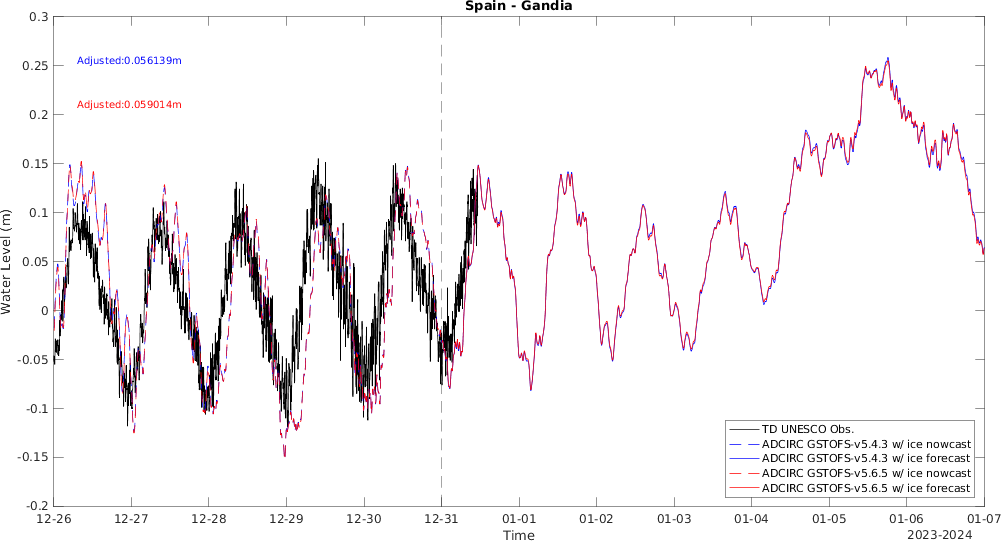 Spain - Gandia
0.3
0.25
0.2
0.15
0.1
0.05
0
-0.05
-0.1
-0.15
-0.2
Water Level (m)
Adjusted:0.056139m
Adjusted:0.059014m
TD UNESCO Obs.
ADCIRC GSTOFS-v5.4.3 w/ ice nowcast
ADCIRC GSTOFS-v5.4.3 w/ ice forecast
ADCIRC GSTOFS-v5.6.5 w/ ice nowcast
ADCIRC GSTOFS-v5.6.5 w/ ice forecast
12-26 12-27 12-28 12-29 12-30 12-31 01-01 01-02 01-03 01-04 01-05 01-06 01-07
Time
2023-2024